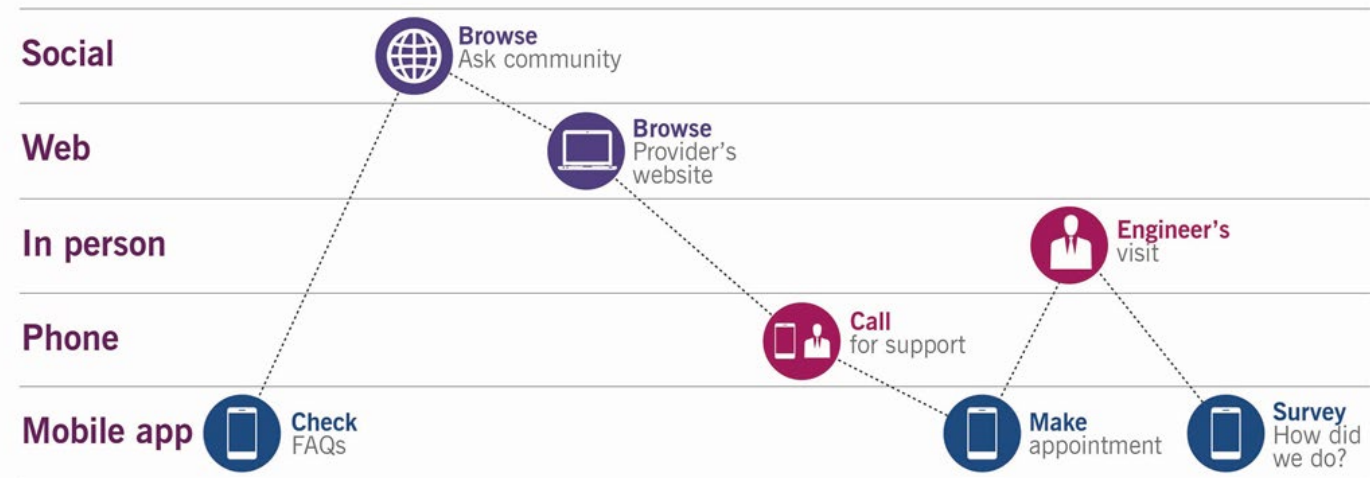 Social
Browse
Ask community
Web
Browse
Provider's
website
In person
Engineer's
visit
Phone
Call
for support
Mobile app
Check
FAQs
Make
appointment
Survey
How did
we do?